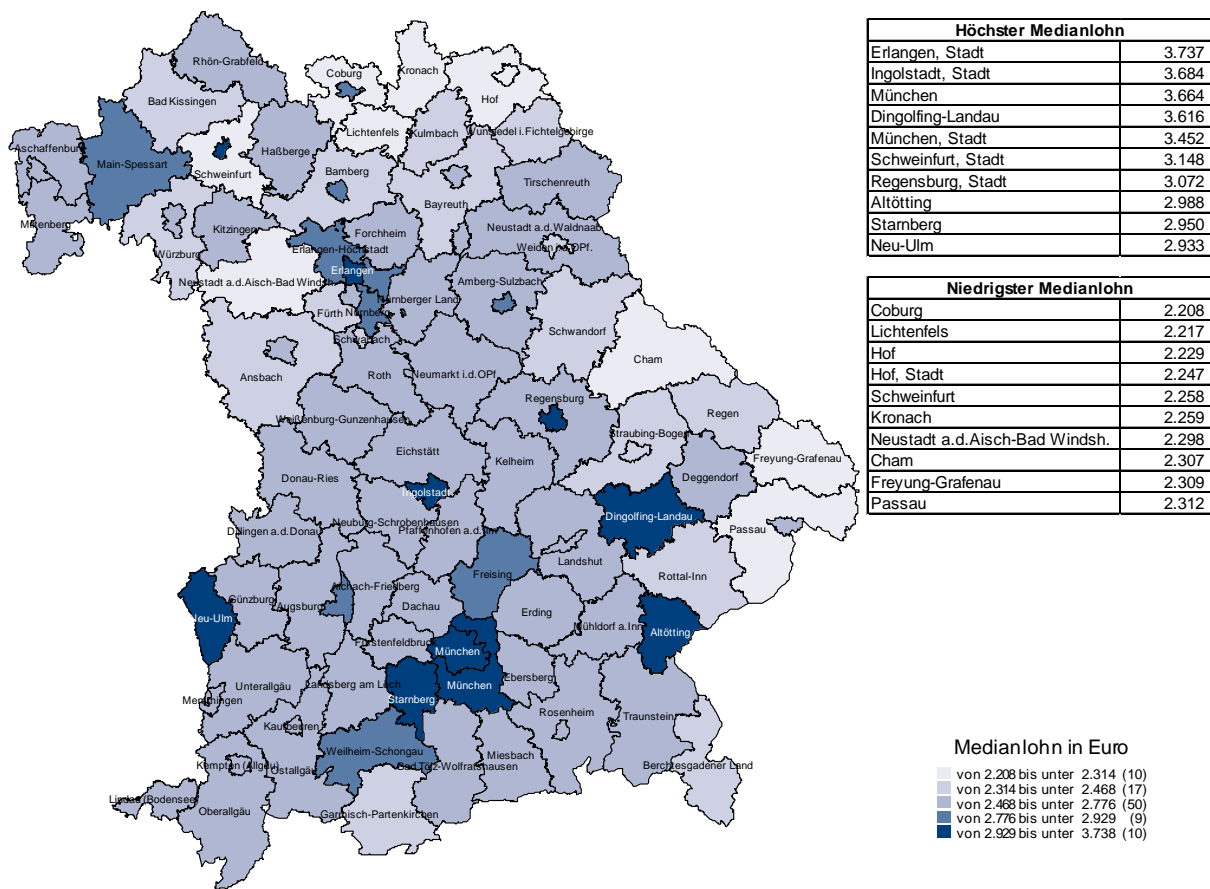 Rhön-Grabfeld
Coburg
Kronach
Hof
Bad Kissingen
Lichtenfels
Kulmbach
Wunsiedel i. Fichtelgebirge
Aschaffenburg
Main-Spessart
Schweinfurt
Haßberge
Bamberg
Bayreuth
Tirschenreuth
Miltenberg
Kitzingen
Würzburg
Forchheim
Neustadt a.d.Waldnaab
Weiden i.d.OPf.
Erlangen-Höchstadt
Erlangen
Neustadt a.d.Aisch-Bad Windsh.
Nürnberger Land
Amberg-Sulzbach
Fürth
Nürnberg
Schwabach
Schwandorf
Cham
Ansbach
Roth
Neumarkt i.d.OPf.
Regensburg
Regen
Weißenburg-Gunzenhausen
Straubing-Bogen
Eichstätt
Kelheim
Freyung-Grafenau
Donau-Ries
Ingolstadt
Deggendorf
Dingolfing-Landau
Neuburg-Schrobenhausen
Pfaffenhofen a.d.Ilm
Passau
Dillingen a.d.Donau
Landshut
Rottal-Inn
Freising
Aichach-Friedberg
Günzburg
Augsburg
Dachau
Erding
Neu-Ulm
Mühldorf a.Inn
Altötting
Fürstenfeldbruck
München
München
Ebersberg
Starnberg
Unterallgäu
Landsberg am Lech
Memmingen
Rosenheim
Traunstein
Kaufbeuren
Weilheim-Schongau
Miesbach
Kempten (Allgäu)
Ostallgäu
Bad Tölz-Wolfratshausen
Berchtesgadener Land
Lindau (Bodensee)
Oberallgäu
Garmisch-Partenkirchen
Höchster Medianlohn
Erlangen, Stadt 3.737
Ingolstadt, Stadt 3.684
München 3.664
Dingolfing-Landau 3.616
München, Stadt 3.452
Schweinfurt, Stadt 3.148
Regensburg, Stadt 3.072
Altötting 2.988
Starnberg 2.950
Neu-Ulm 2.933
Niedrigster Medianlohn
Coburg 2.208
Lichtenfels 2.217
Hof 2.229
Hof, Stadt 2.247
Schweinfurt 2.258
Kronach 2.259
Neustadt a.d.Aisch-Bad Windsh. 2.298
Cham 2.307
Freyung-Grafenau 2.309
Passau 2.312
Medianlohn in Euro
von 2.208 bis unter 2.314 (10)
von 2.314 bis unter 2.468 (17)
von 2.468 bis unter 2.776 (50)
von 2.776 bis unter 2.929 (9)
von 2.929 bis unter 3.738 (10)